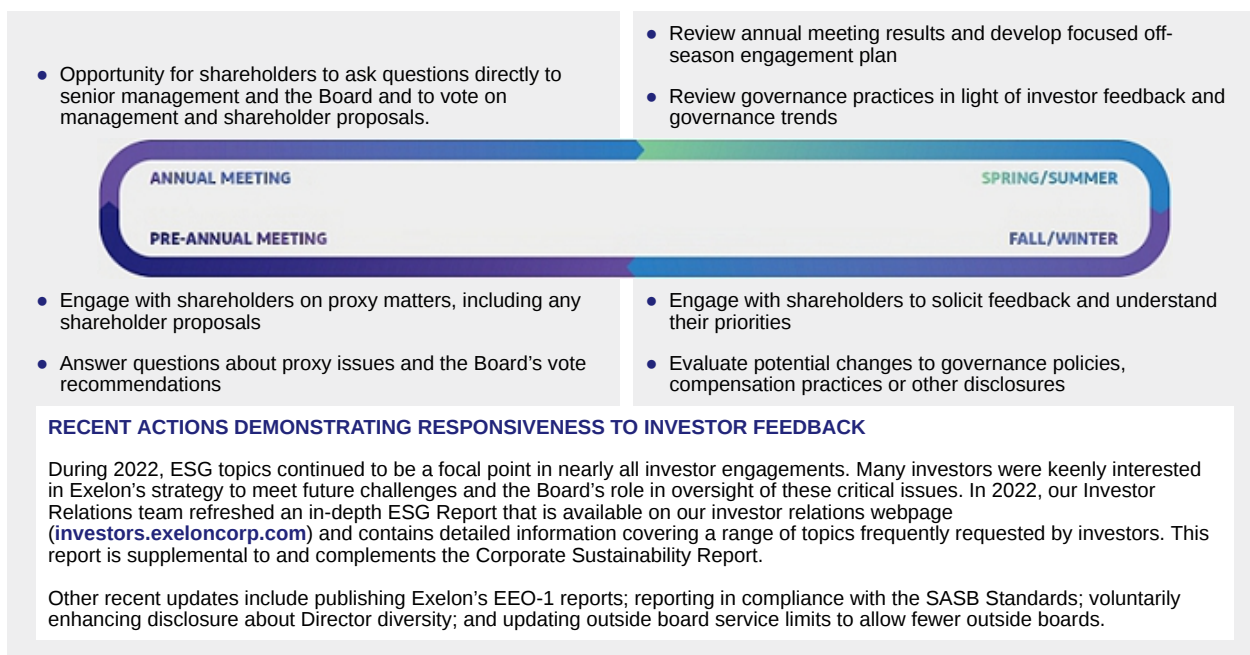 ● Opportunity for shareholders to ask questions directly to
senior management and the Board and to vote on
management and shareholder proposals.
● Review annual meeting results and develop focused off-
season engagement plan
● Review governance practices in light of investor feedback and
governance trends
ANNUAL MEETING
SPRING/SUMMER
PRE-ANNUAL MEETING
FALL/WINTER
● Engage with shareholders on proxy matters, including any
shareholder proposals
● Answer questions about proxy issues and the Board’s vote
recommendations
● Engage with shareholders to solicit feedback and understand
their priorities
● Evaluate potential changes to governance policies,
compensation practices or other disclosures
RECENT ACTIONS DEMONSTRATING RESPONSIVENESS TO INVESTOR FEEDBACK
During 2022, ESG topics continued to be a focal point in nearly all investor engagements. Many investors were keenly interested
in Exelon’s strategy to meet future challenges and the Board’s role in oversight of these critical issues. In 2022, our Investor
Relations team refreshed an in-depth ESG Report that is available on our investor relations webpage
(investors.exeloncorp.com) and contains detailed information covering a range of topics frequently requested by investors. This
report is supplemental to and complements the Corporate Sustainability Report.
Other recent updates include publishing Exelon’s EEO-1 reports; reporting in compliance with the SASB Standards; voluntarily
enhancing disclosure about Director diversity; and updating outside board service limits to allow fewer outside boards.